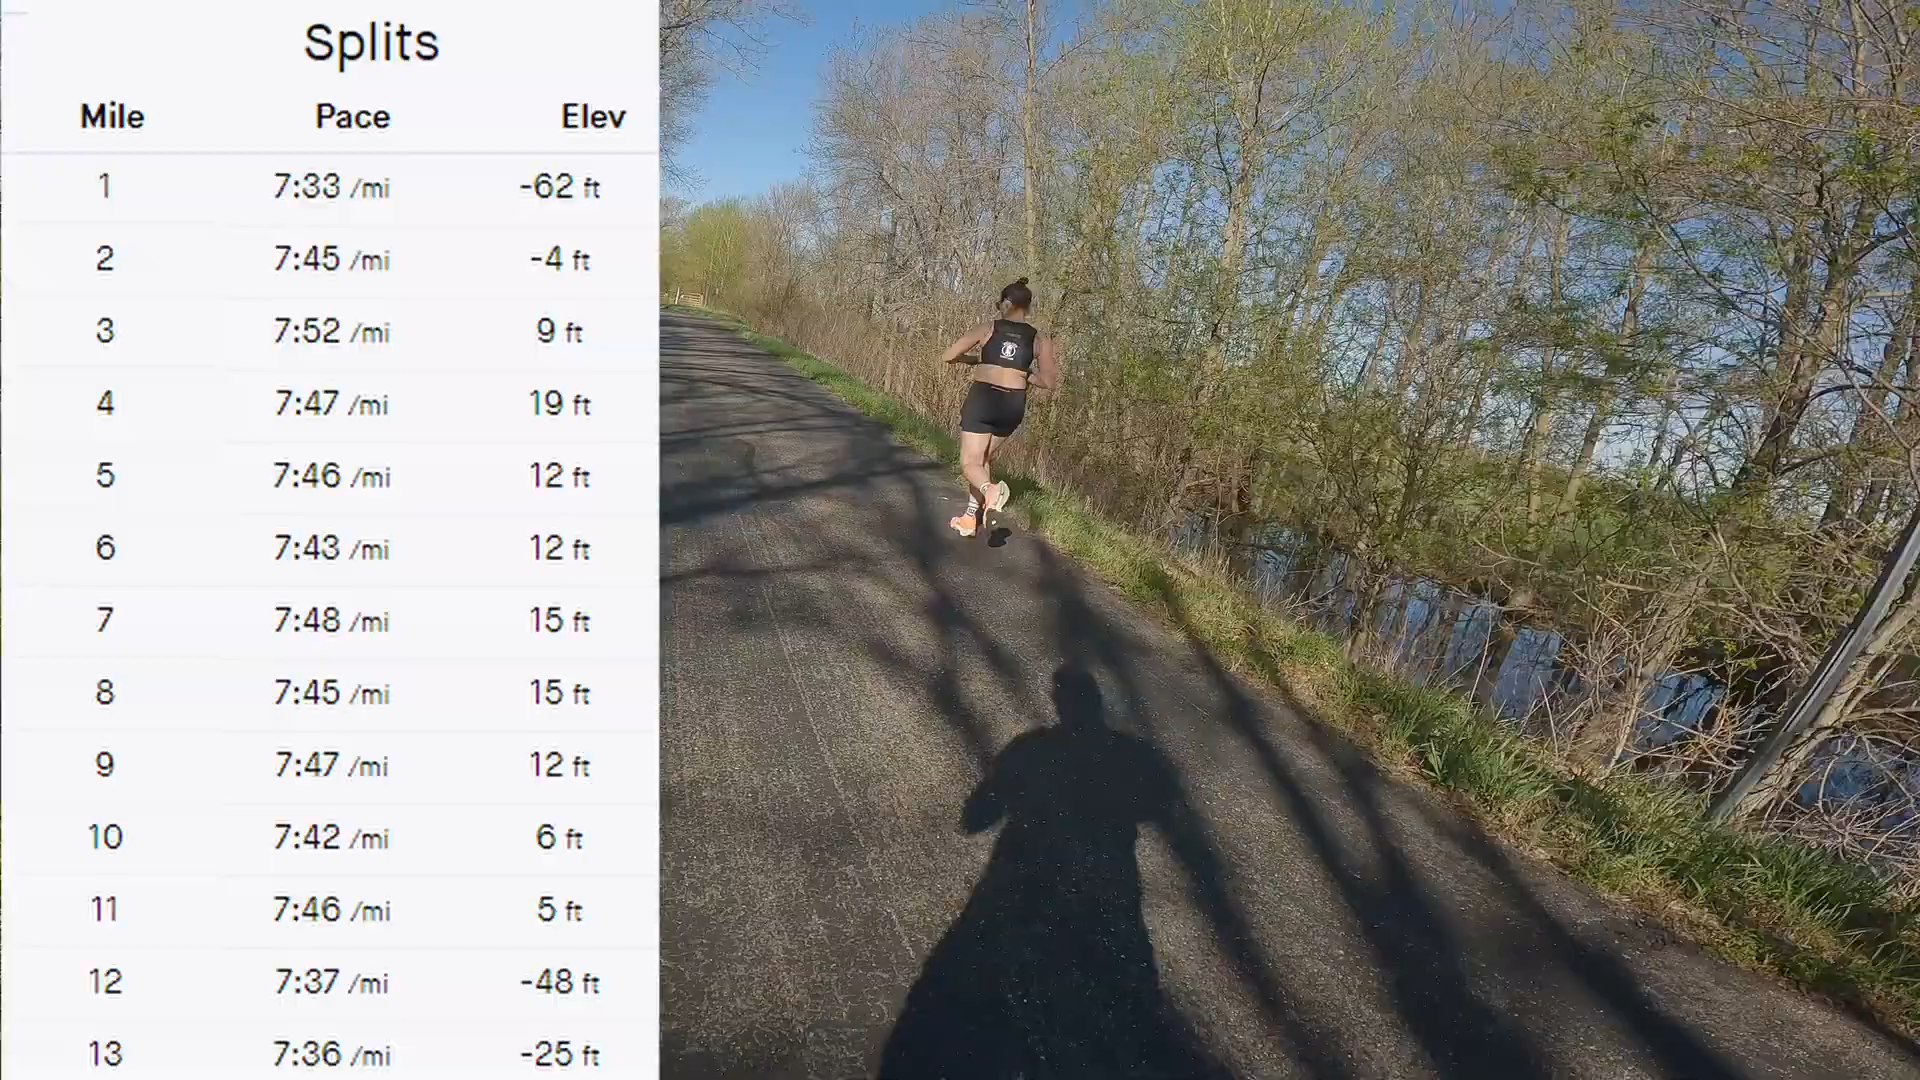 Splits
Mile Pace Elev
1 7:33 /mi -62 ft
2 7:45 /mi -4 ft
3 7:52 /mi 9 ft
4 7:47 /mi 19 ft
5 7:46 /mi 12 ft
6 7:43 /mi 12 ft
7 7:48 /mi 15 ft
8 7:45 /mi 15 ft
9 7:47 /mi 12 ft
10 7:42 /mi 6 ft
11 7:46 /mi 5 ft
12 7:37 /mi -48 ft
13 7:36 /mi -25 ft